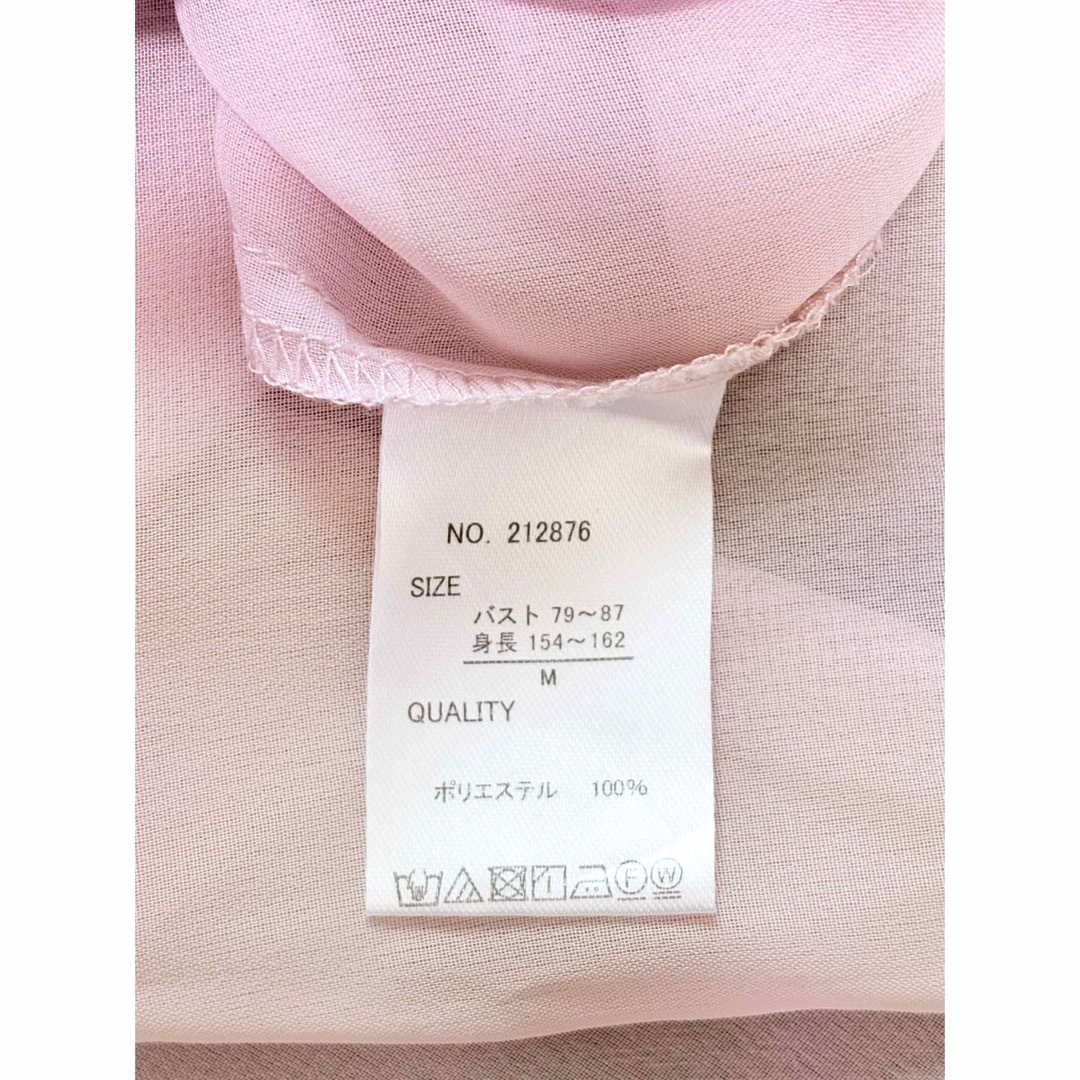 NO. 212876
SIZE
バスト 79～87
身長 154～162
M
QUALITY
ポリエステル 100%
F W